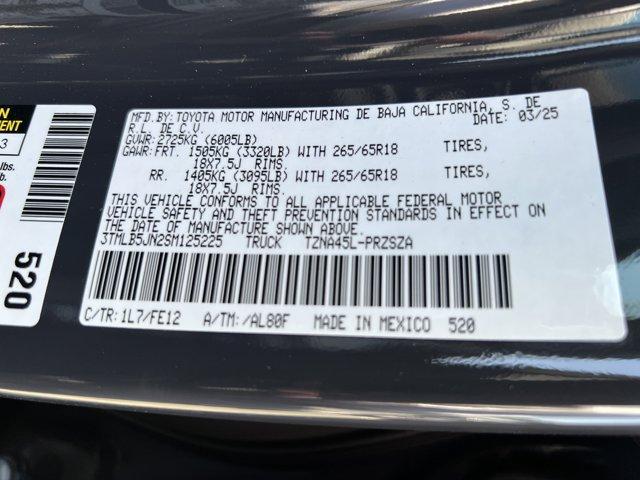 MFD.BY: TOYOTA MOTOR MANUFACTURING DE BAJA CALIFORNIA, S. DE
R.L. DE C.V. 03/25
GVWR: 2725KG (6005LB)
GAWR: FRT. 1505KG (3320LB) WITH 265/65R18 TIRES,
18X7.5J RIMS.
RR. 1405KG (3095LB) WITH 265/65R18 TIRES,
18X7.5J RIMS.
THIS VEHICLE CONFORMS TO ALL APPLICABLE FEDERAL MOTOR
VEHICLE SAFETY AND THEFT PREVENTION STANDARDS IN EFFECT ON
THE DATE OF MANUFACTURE SHOWN ABOVE.
3TMLB5JN2SM125225 TRUCK TZNA45L-PRZSZA
C/TR: 1L7/FE12 A/TM: /AL80F MADE IN MEXICO 520
3
lbs.
520